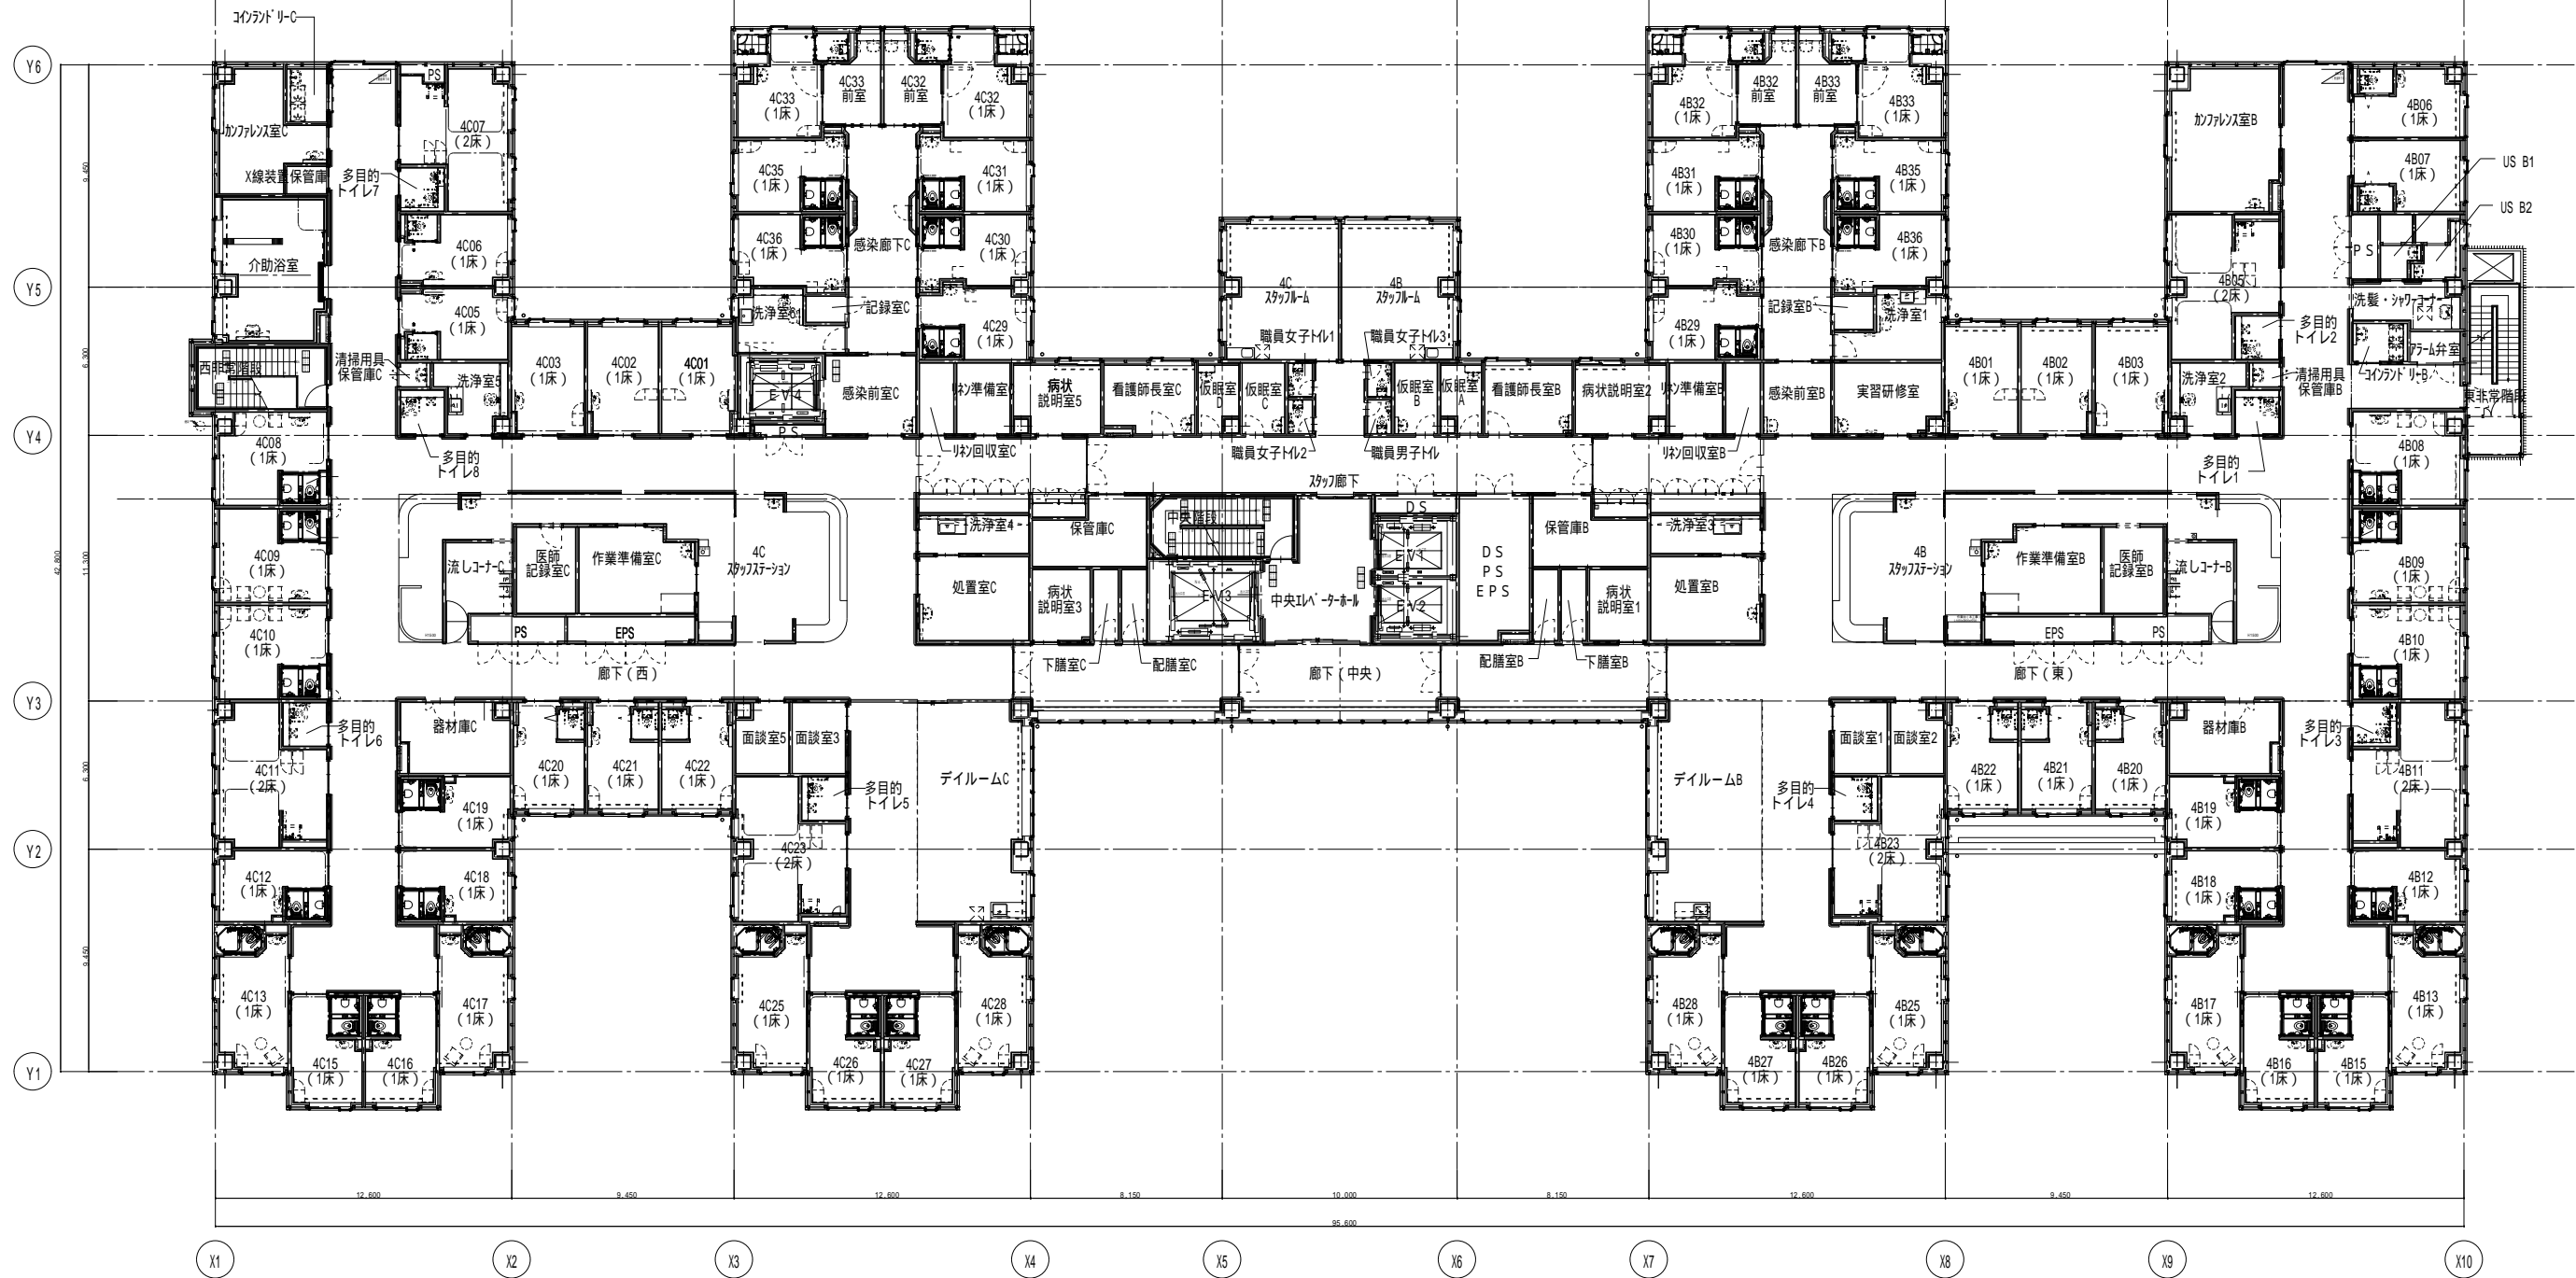 コインランドリーC
Y6
PS
カンファレンス室C
4C07
(2床)
X線装置保管庫
多目的
トイレ7
4C06
(1床)
介助浴室
4C05
(1床)
Y5
西非常階段
清掃用具
保管庫C
洗浄室5
4C03
(1床)
4C02
(1床)
4C01
(1床)
EV4
PS
多目的
トイレ8
Y4
4C33
(1床)
4C33
前室
4C32
前室
4C32
(1床)
4C35
(1床)
4C31
(1床)
4C36
(1床)
感染廊下C
4C30
(1床)
記録室C
4C29
(1床)
感染前室C
リネン準備室
リネン回収室C
病状
説明室5
看護師長室C
仮眠室
D
仮眠室
C
4C
スタッフルーム
4B
スタッフルーム
職員女子トイレ1
職員女子トイレ3
職員女子トイレ2
職員男子トイレ
仮眠室
B
仮眠室
A
看護師長室B
病状説明室2
リネン準備室B
リネン回収室B
感染前室B
実習研修室
スタッフ廊下
4B32
(1床)
4B32
前室
4B33
前室
4B33
(1床)
4B31
(1床)
4B35
(1床)
4B30
(1床)
感染廊下B
4B36
(1床)
4B29
(1床)
記録室B
洗浄室1
4B01
(1床)
4B02
(1床)
4B03
(1床)
カンファレンス室B
4B05
(2床)
多目的
トイレ2
洗浄室2
清掃用具
保管庫B
多目的
トイレ1
4B06
(1床)
4B07
(1床)
US B1
US B2
PS
洗髪・シャワーコーナー
アラーム弁室
コインランドリーB
東非常階段
4C08
(1床)
4C09
(1床)
4C10
(1床)
流しコーナーC
医師
記録室C
作業準備室C
4C
スタッフステーション
PS
EPS
廊下(西)
洗浄室4
保管庫C
処置室C
病状
説明室3
下膳室C
配膳室C
中央階段
EV3
中央エレベーターホール
DS
EV1
EV2
DS
PS
EPS
廊下(中央)
保管庫B
洗浄室3
病状
説明室1
処置室B
配膳室B
下膳室B
4B
スタッフステーション
作業準備室B
医師
記録室B
流しコーナーB
EPS
PS
廊下(東)
4B08
(1床)
4B09
(1床)
4B10
(1床)
Y3
多目的
トイレ6
4C11
(2床)
器材庫C
4C20
(1床)
4C21
(1床)
4C22
(1床)
面談室5
面談室3
多目的
トイレ5
デイルームC
4C19
(1床)
4C23
(2床)
Y2
4C12
(1床)
4C18
(1床)
4C13
(1床)
4C15
(1床)
4C16
(1床)
4C17
(1床)
4C25
(1床)
4C26
(1床)
4C27
(1床)
4C28
(1床)
デイルームB
面談室1
面談室2
多目的
トイレ4
4B23
(2床)
4B22
(1床)
4B21
(1床)
4B20
(1床)
器材庫B
多目的
トイレ3
4B11
(2床)
4B19
(1床)
4B18
(1床)
4B12
(1床)
4B28
(1床)
4B27
(1床)
4B26
(1床)
4B25
(1床)
4B17
(1床)
4B16
(1床)
4B15
(1床)
4B13
(1床)
Y1
9,450
6,300
11,300
42,800
6,300
9,450
12,600
9,450
12,600
8,150
10,000
8,150
12,600
9,450
12,600
95,600
X1
X2
X3
X4
X5
X6
X7
X8
X9
X10